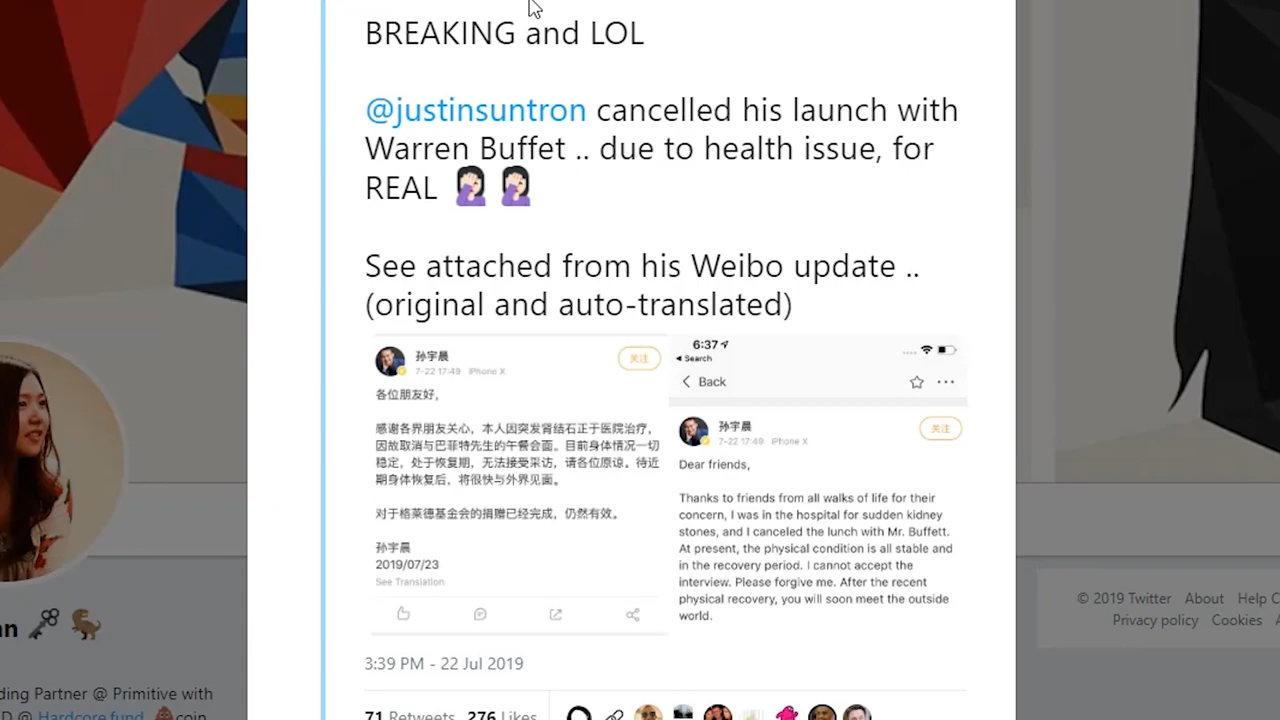 BREAKING and LOL
@justinsuntron cancelled his launch with
Warren Buffet .. due to health issue, for
REAL
See attached from his Weibo update ..
(original and auto-translated)
孙宇晨
关注
7-22 17:49 iPhone X
各位朋友好,
感谢各界朋友关心，本人因突发肾结石正于医院治疗，
因故取消与巴菲特先生的午餐会面。目前身体情况一切
稳定，处于恢复期，无法接受采访，请各位原谅。待近
期身体恢复后，将很快与外界见面。
对于格莱德基金会的捐赠已经完成，仍然有效。
孙宇晨
2019/07/23
See Translation
6:37
Search
Back
孙宇晨
关注
7-22 17:49 iPhone X
Dear friends,
Thanks to friends from all walks of life for their
concern, I was in the hospital for sudden kidney
stones, and I canceled the lunch with Mr. Buffett.
At present, the physical condition is all stable and
in the recovery period. I cannot accept the
interview. Please forgive me. After the recent
physical recovery, you will soon meet the outside
world.
3:39 PM - 22 Jul 2019
71 Retweets 276 Likes
© 2019 Twitter About Help C
Privacy policy Cookies
an
ding Partner @ Primitive with
D @ Hardcore fund coin